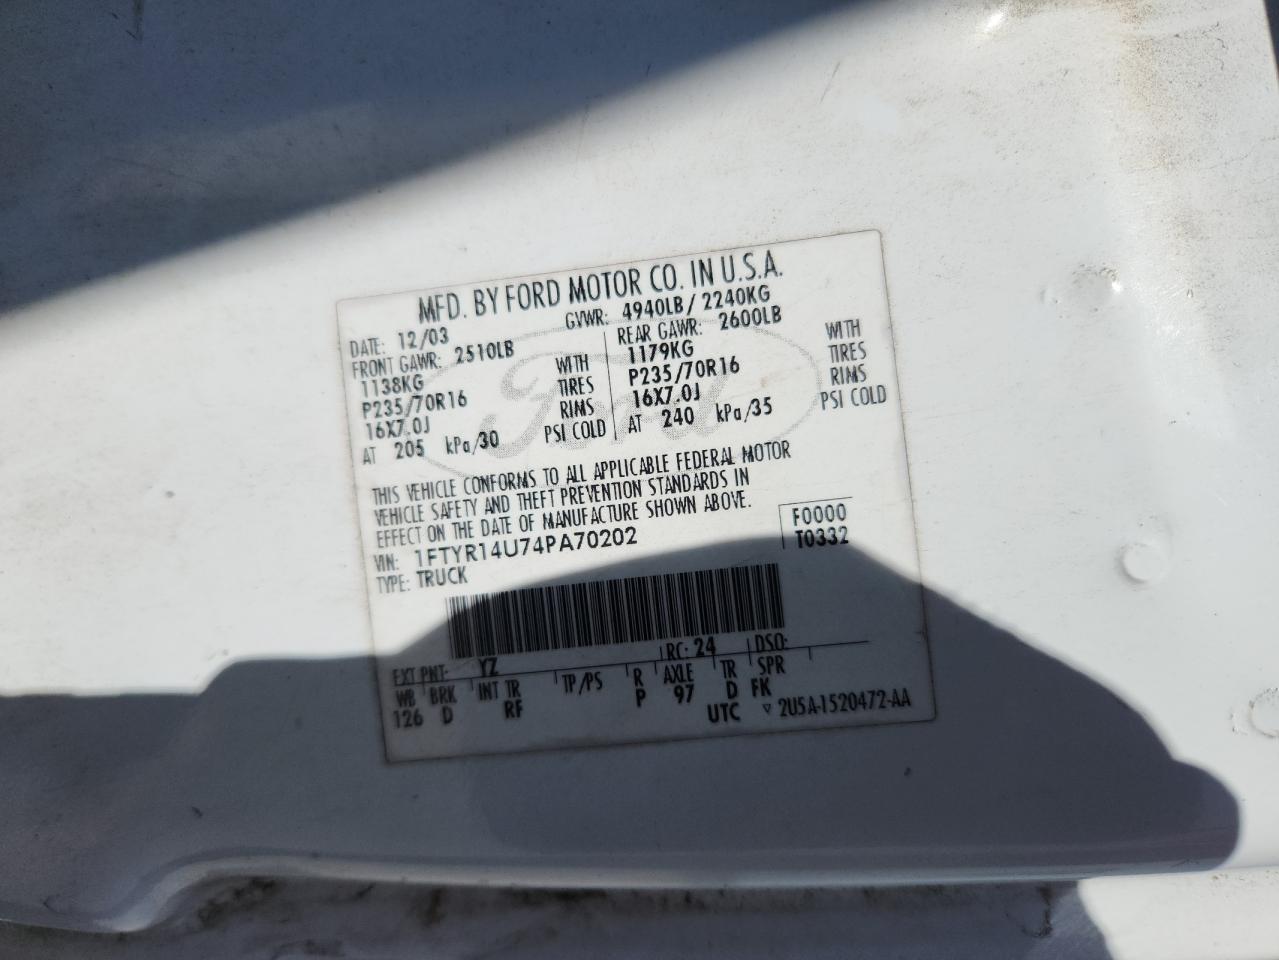 MFD. BY FORD MOTOR CO. IN U.S.A.
DATE: 12/03 GVWR: 4940LB/ 2240KG
FRONT GAWR: 2510LB REAR GAWR: 2600LB
1138KG WITH 1179KG WITH
P235/70R16 TIRES P235/70R16 TIRES
16X7.0J RIMS 16X7.0J RIMS
AT 205 kPa/30 PSI COLD AT 240 kPa/35 PSI COLD
Ford
THIS VEHICLE CONFORMS TO ALL APPLICABLE FEDERAL MOTOR
VEHICLE SAFETY AND THEFT PREVENTION STANDARDS IN
EFFECT ON THE DATE OF MANUFACTURE SHOWN ABOVE.
VIN: 1FTYR14U74PA70202 F0000
TYPE: TRUCK T0332
EXT PNT: YZ RC: 24 DSO:
WB BRK INT TR TP/PS R AXLE TR SPR
126 D RF P 97 D FK
UTC ▽ 2U5A-1520472-AA